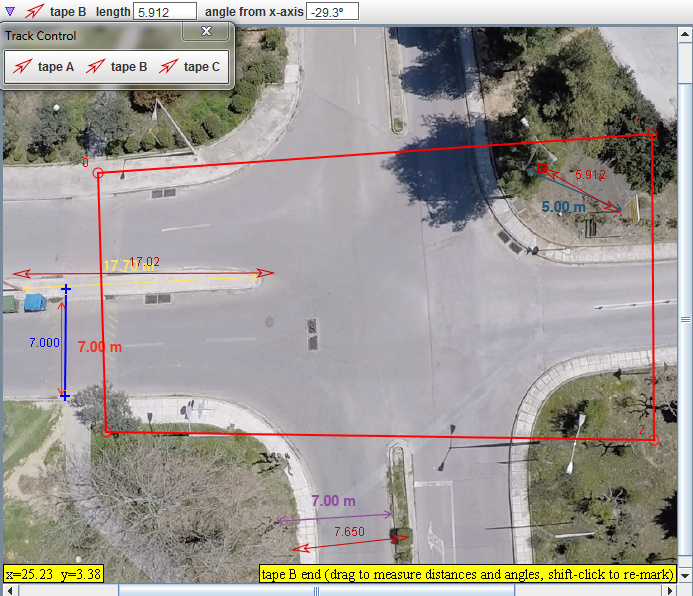 tape B length 5.912 angle from x-axis -29.3°
Track Control
tape A tape B tape C
0
5.912
5.00 m
17.02
17.70 m
7.000
7.00 m
2
7.00 m
7.650
x=25.23 y=3.38
tape B end (drag to measure distances and angles, shift-click to re-mark)